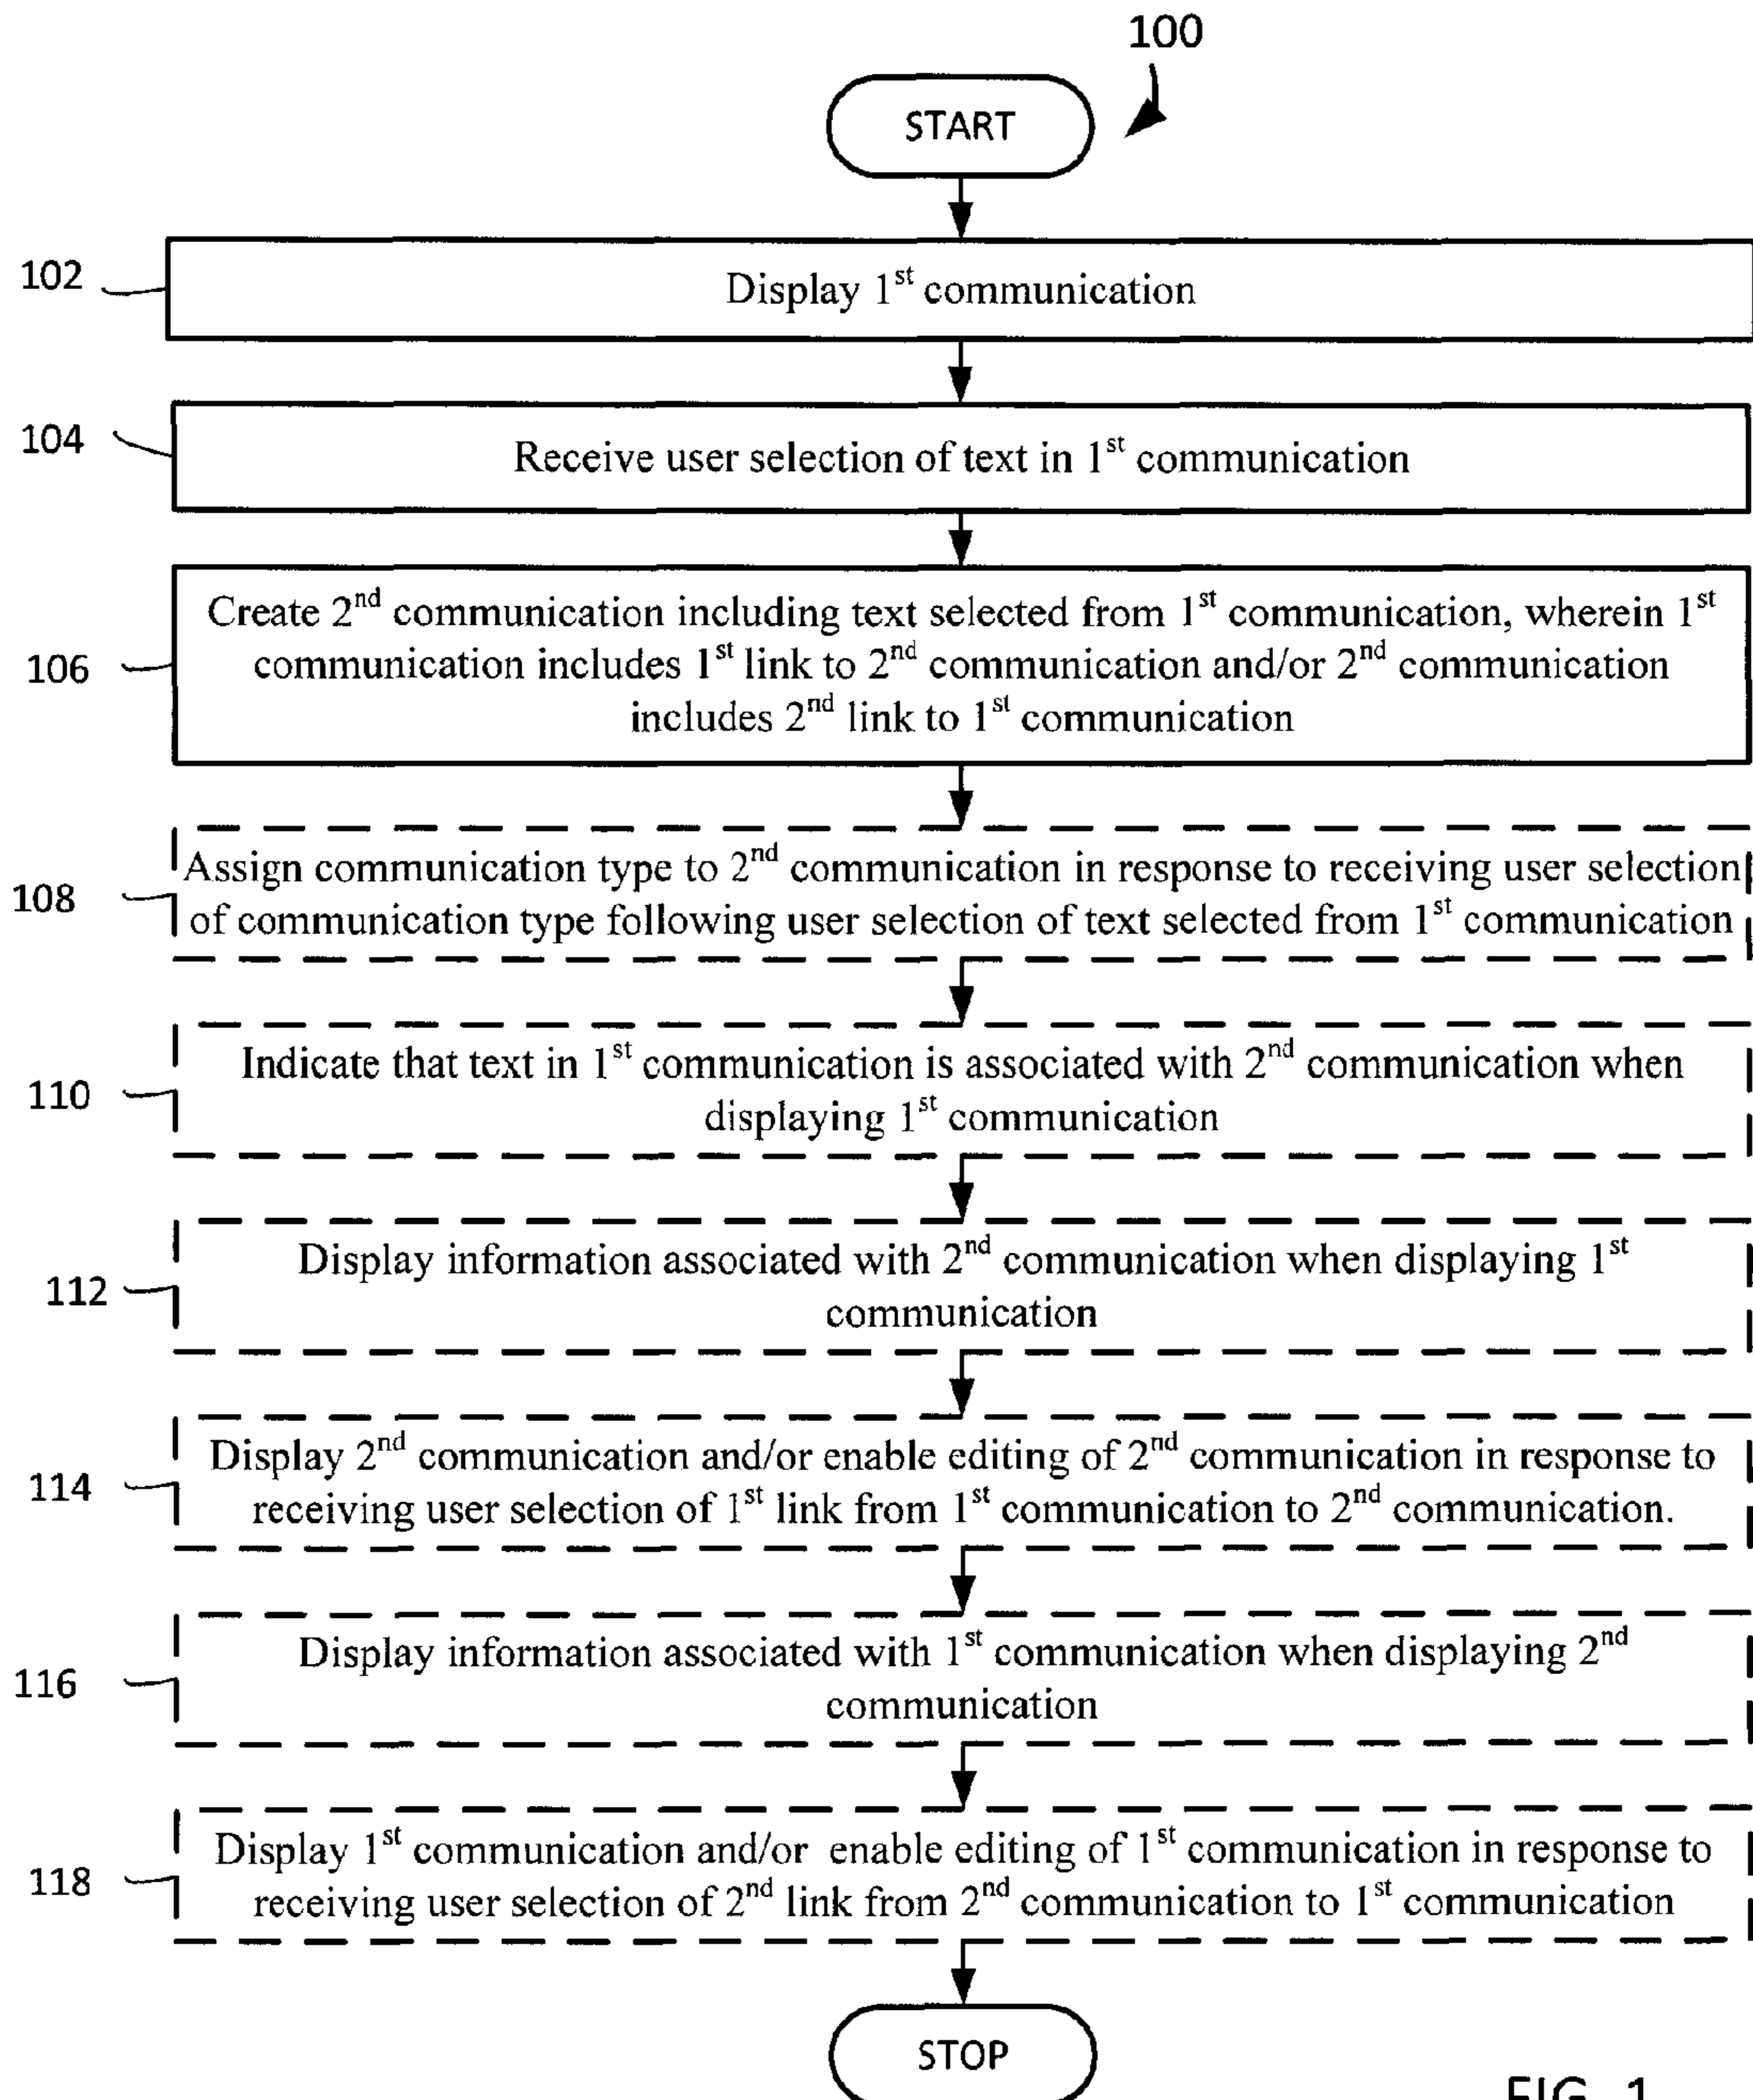 100
START
102
Display 1st communication
104
Receive user selection of text in 1st communication
106
Create 2nd communication including text selected from 1st communication, wherein 1st
communication includes 1st link to 2nd communication and/or 2nd communication
includes 2nd link to 1st communication
108
Assign communication type to 2nd communication in response to receiving user selection
of communication type following user selection of text selected from 1st communication
110
Indicate that text in 1st communication is associated with 2nd communication when
displaying 1st communication
112
Display information associated with 2nd communication when displaying 1st
communication
114
Display 2nd communication and/or enable editing of 2nd communication in response to
receiving user selection of 1st link from 1st communication to 2nd communication.
116
Display information associated with 1st communication when displaying 2nd
communication
118
Display 1st communication and/or enable editing of 1st communication in response to
receiving user selection of 2nd link from 2nd communication to 1st communication
STOP
FIG. 1